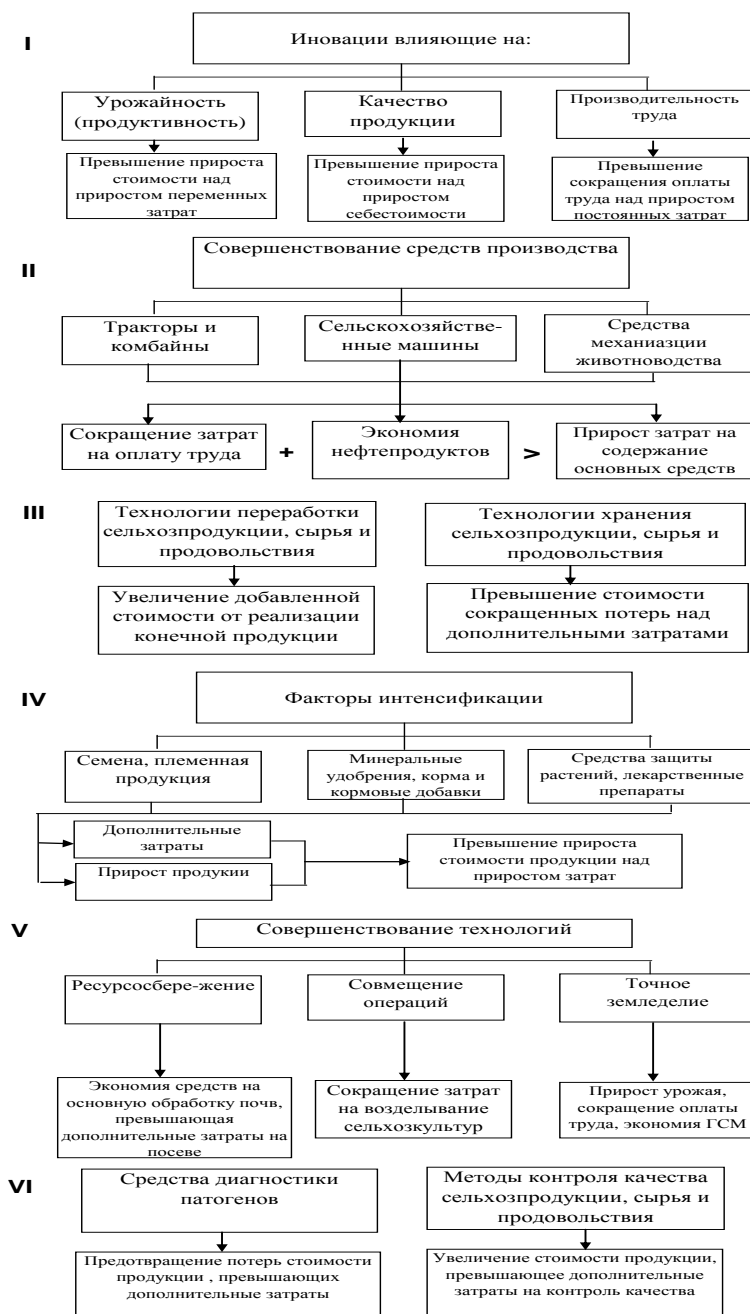 I
Иновации влияющие на:
Урожайность
(продуктивность)
Качество
продукции
Производительность
труда
Превышение прироста
стоимости над
приростом переменных
затрат
Превышение прироста
стоимости над
приростом
себестоимости
Превышение
сокращения оплаты
труда над приростом
постоянных затрат
II
Совершенствование средств производства
Тракторы и
комбайны
Сельскохозяйстве-
нные машины
Средства
механиазции
животноводства
Сокращение затрат
на оплату труда
+
Экономия
нефтепродуктов
>
Прирост затрат на
содержание
основных средств
III
Технологии переработки
сельхозпродукции, сырья и
продовольствия
Технологии хранения
сельхозпродукции, сырья и
продовольствия
Увеличение добавленной
стоимости от реализации
конечной продукции
Превышение стоимости
сокращенных потерь над
дополнительными затратами
IV
Факторы интенсификации
Семена, племенная
продукция
Минеральные
удобрения, корма и
кормовые добавки
Средства защиты
растений, лекарственные
препараты
Дополнительные
затраты
Прирост продукии
Превышение прироста
стоимости продукции над
приростом затрат
V
Совершенствование технологий
Ресурсосбере-жение
Совмещение
операций
Точное
земледелие
Экономия средств на
основную обработку почв,
превышающая
дополнительные затраты на
посеве
Сокращение затрат
на возделывание
сельхозкультур
Прирост урожая,
сокращение оплаты
труда, экономия ГСМ
VI
Средства диагностики
патогенов
Методы контроля качества
сельхозпродукции, сырья и
продовольствия
Предотвращение потерь стоимости
продукции , превышающих
дополнительные затраты
Увеличение стоимости продукции,
превышающее дополнительные
затраты на контроль качества